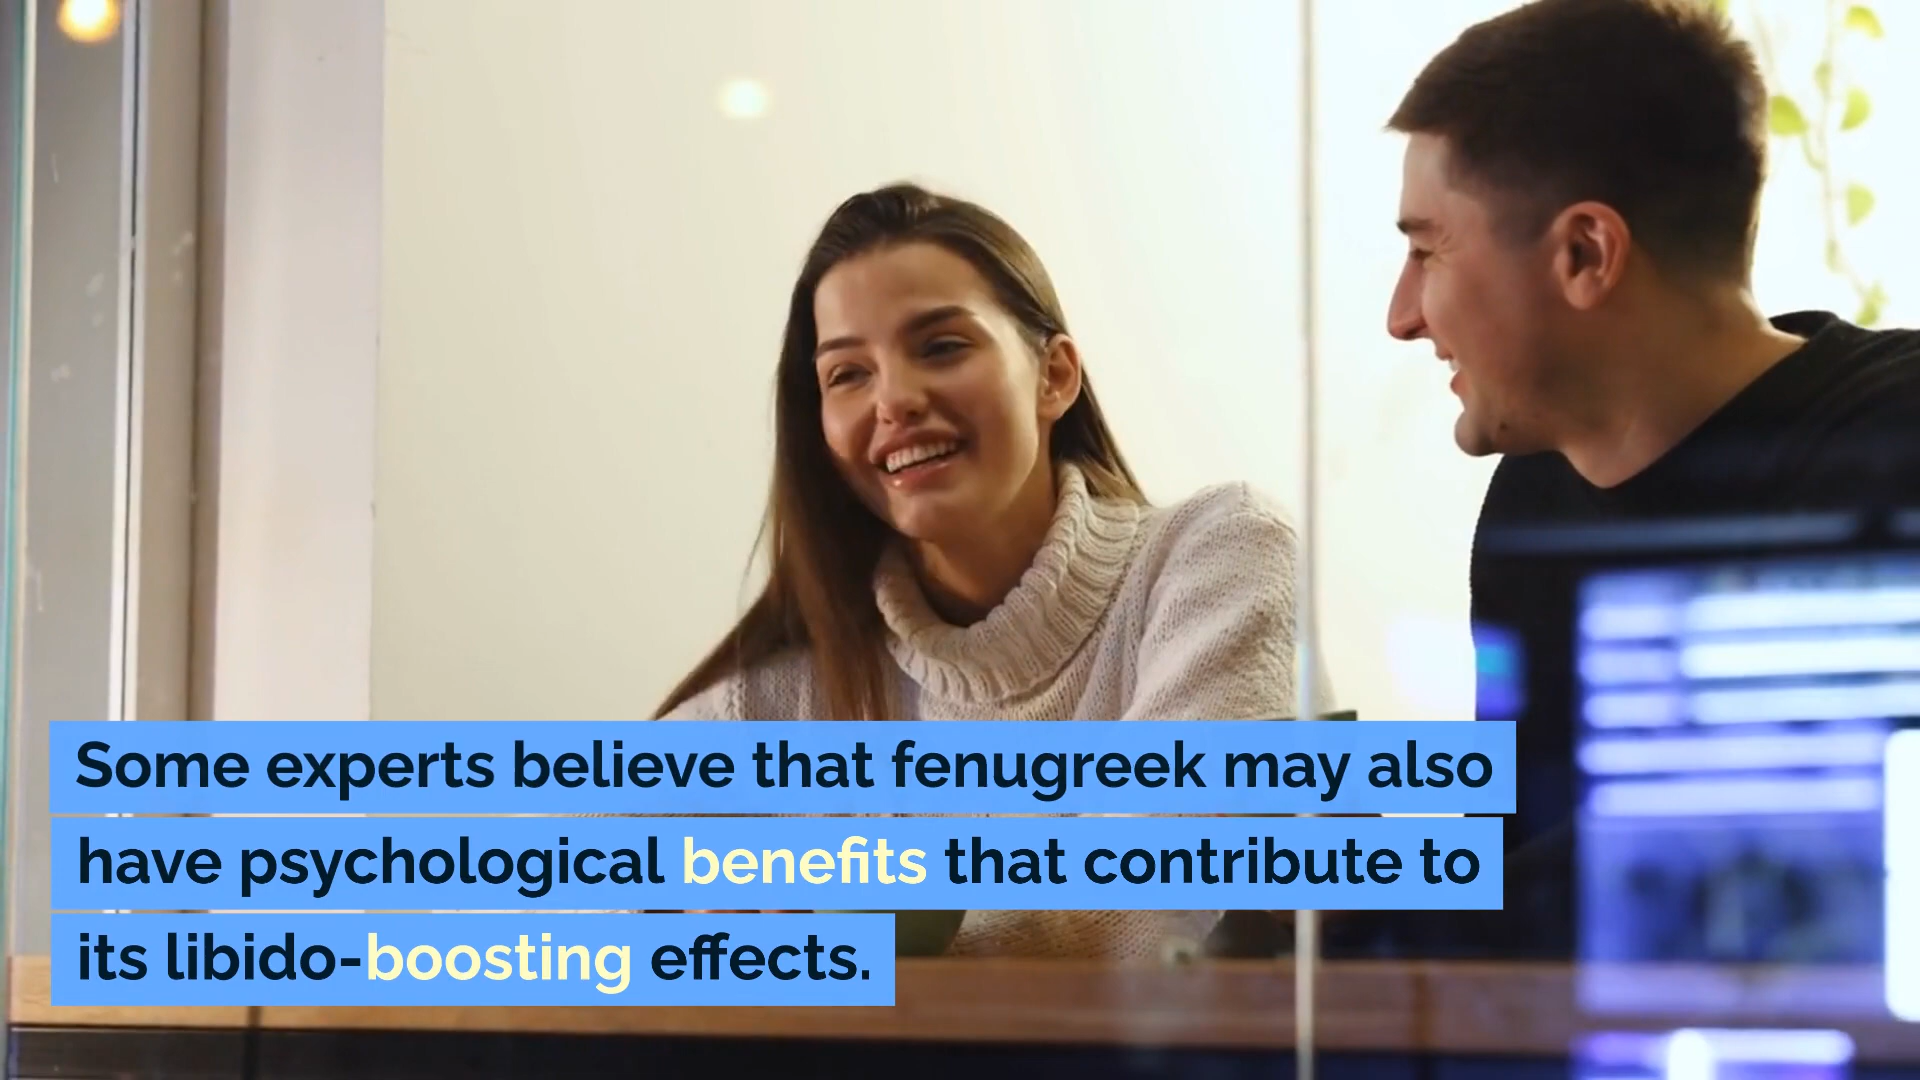 Some experts believe that fenugreek may also
have psychological benefits that contribute to
its libido-boosting effects.